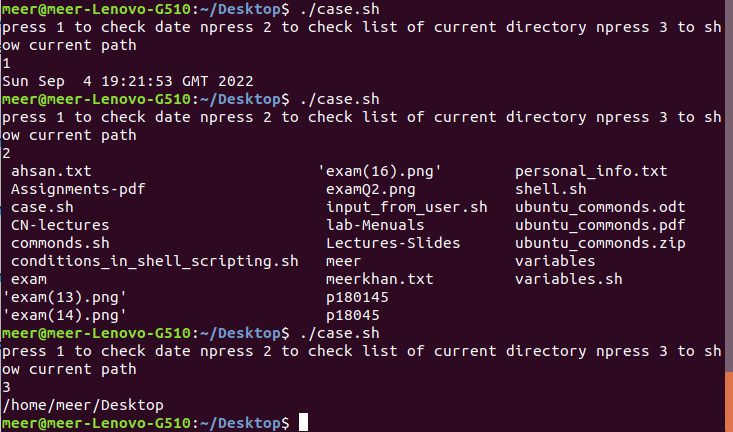 meer@meer-Lenovo-G510:~/Desktop$ ./case.sh
press 1 to check date npress 2 to check list of current directory npress 3 to sh
ow current path
1
Sun Sep  4 19:21:53 GMT 2022
meer@meer-Lenovo-G510:~/Desktop$ ./case.sh
press 1 to check date npress 2 to check list of current directory npress 3 to sh
ow current path
2
 ahsan.txt                          'exam(16).png'        personal_info.txt
 Assignments-pdf                     examQ2.png           shell.sh
 case.sh                             input_from_user.sh   ubuntu_commonds.odt
 CN-lectures                         lab-Menuals          ubuntu_commonds.pdf
 commonds.sh                         Lectures-Slides      ubuntu_commonds.zip
 conditions_in_shell_scripting.sh   meer                 variables
 exam                                meerkhan.txt         variables.sh
'exam(13).png'                       p180145
'exam(14).png'                       p18045
meer@meer-Lenovo-G510:~/Desktop$ ./case.sh
press 1 to check date npress 2 to check list of current directory npress 3 to sh
ow current path
3
/home/meer/Desktop
meer@meer-Lenovo-G510:~/Desktop$